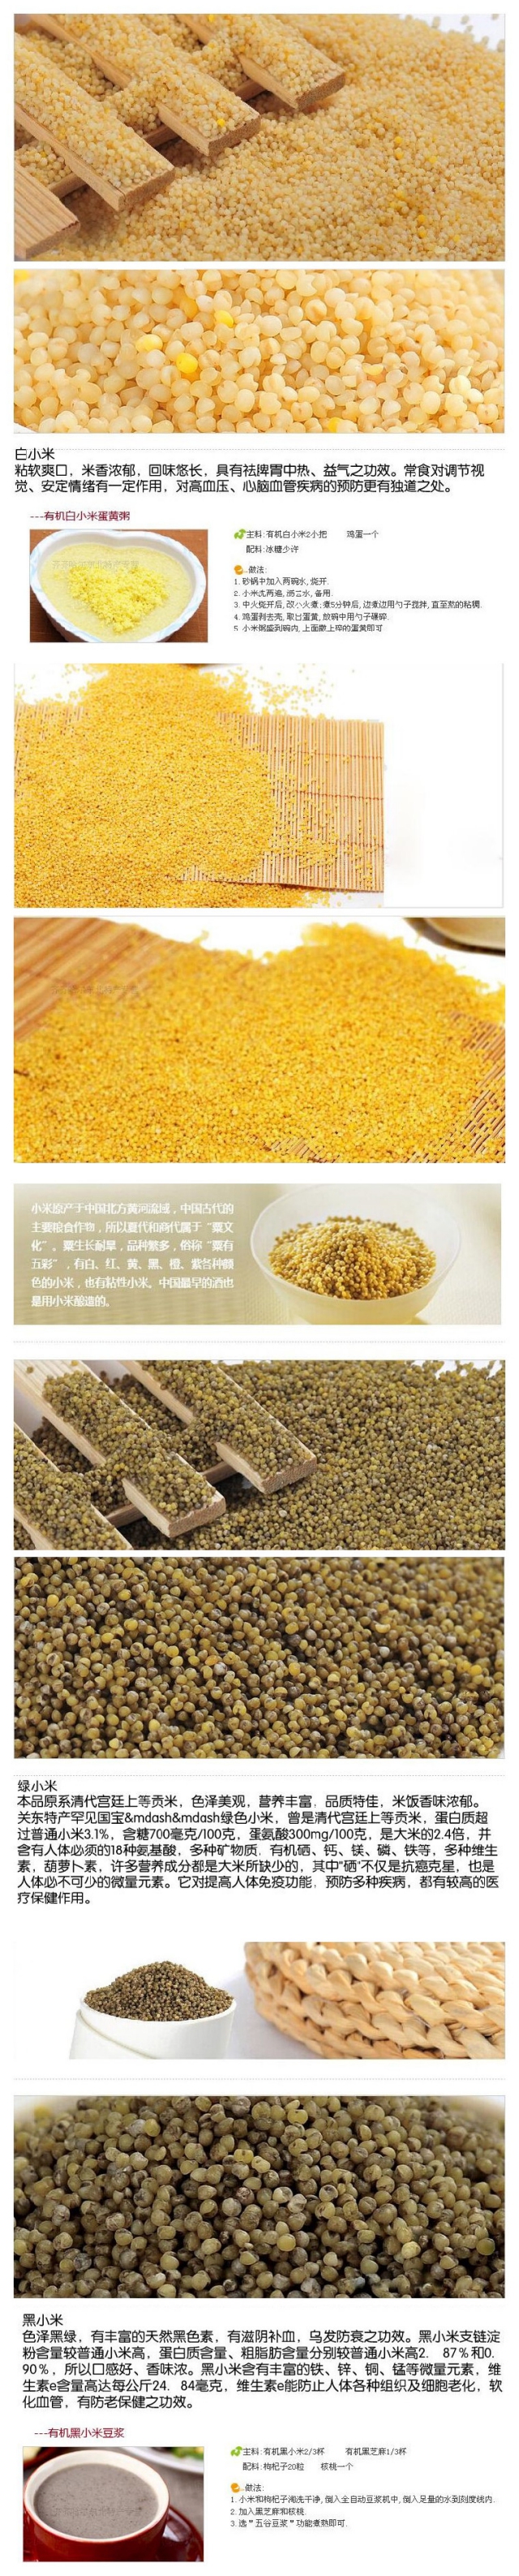 白小米
粘软爽口，米香浓郁，回味悠长，具有祛脾胃中热、益气之功效。常食对调节视
觉、安定情绪有一定作用，对高血压、心脑血管疾病的预防更有独道之处。
---有机白小米蛋黄粥
主料:有机白小米2小把 鸡蛋一个
配料:冰糖少许
做法:
1. 砂锅中加入两碗水,烧开.
2. 小米洗两遍,沥去水,备用.
3. 中火烧开后,改小火煮:煮5分钟后,边煮边用勺子搅拌,直至熬的粘稠.
4. 鸡蛋剥去壳,取出蛋黄,放碗中用勺子碾碎.
5. 小米粥盛到碗内,上面撒上碎的蛋黄即可
小米原产于中国北方黄河流域，中国古代的
主要粮食作物，所以夏代和商代属于“粟文
化”。粟生长耐旱，品种繁多，俗称“粟有
五彩”，有白、红、黄、黑、橙、紫各种颜
色的小米，也有粘性小米。中国最早的酒也
是用小米酿造的。
绿小米
本品原系清代宫廷上等贡米，色泽美观，营养丰富，品质特佳，米饭香味浓郁。
关东特产罕见国宝&mdash&mdash绿色小米，曾是清代宫廷上等贡米，蛋白质超
过普通小米3.1%，含糖700毫克/100克，蛋氨酸300mg/100克，是大米的2.4倍，并
含有人体必须的18种氨基酸，多种矿物质，有机硒、钙、镁、磷、铁等，多种维生
素，葫萝卜素，许多营养成分都是大米所缺少的，其中"硒"不仅是抗癌克星，也是
人体必不可少的微量元素。它对提高人体免疫功能，预防多种疾病，都有较高的医
疗保健作用。
黑小米
色泽黑绿，有丰富的天然黑色素，有滋阴补血，乌发防衰之功效。黑小米支链淀
粉含量较普通小米高，蛋白质含量、粗脂肪含量分别较普通小米高2. 87％和0.
90％，所以口感好、香味浓。黑小米含有丰富的铁、锌、铜、锰等微量元素，维
生素e含量高达每公斤24. 84毫克，维生素e能防止人体各种组织及细胞老化，软
化血管，有防老保健之功效。
---有机黑小米豆浆
主料:有机黑小米2/3杯 有机黑芝麻1/3杯
配料:枸杞子20粒 核桃一个
做法:
1. 小米和枸杞子淘洗干净,倒入全自动豆浆机中,倒入足量的水到刻度线内.
2. 加入黑芝麻和核桃.
3. 选＂五谷豆浆＂功能煮熟即可.